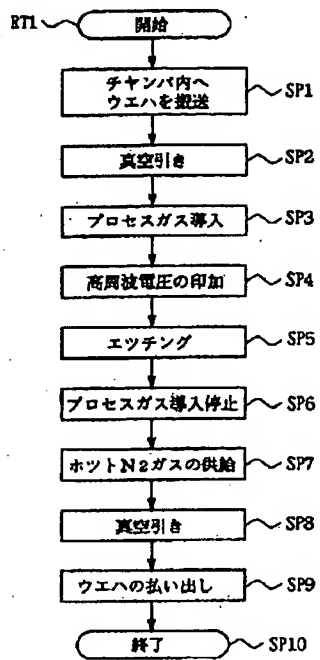 RT1 開始
チヤンバ内へ
ウエハを搬送 SP1
真空引き SP2
プロセスガス導入 SP3
高周波電圧の印加 SP4
エツチング SP5
プロセスガス導入停止 SP6
ホツトN2ガスの供給 SP7
真空引き SP8
ウエハの払い出し SP9
終了 SP10